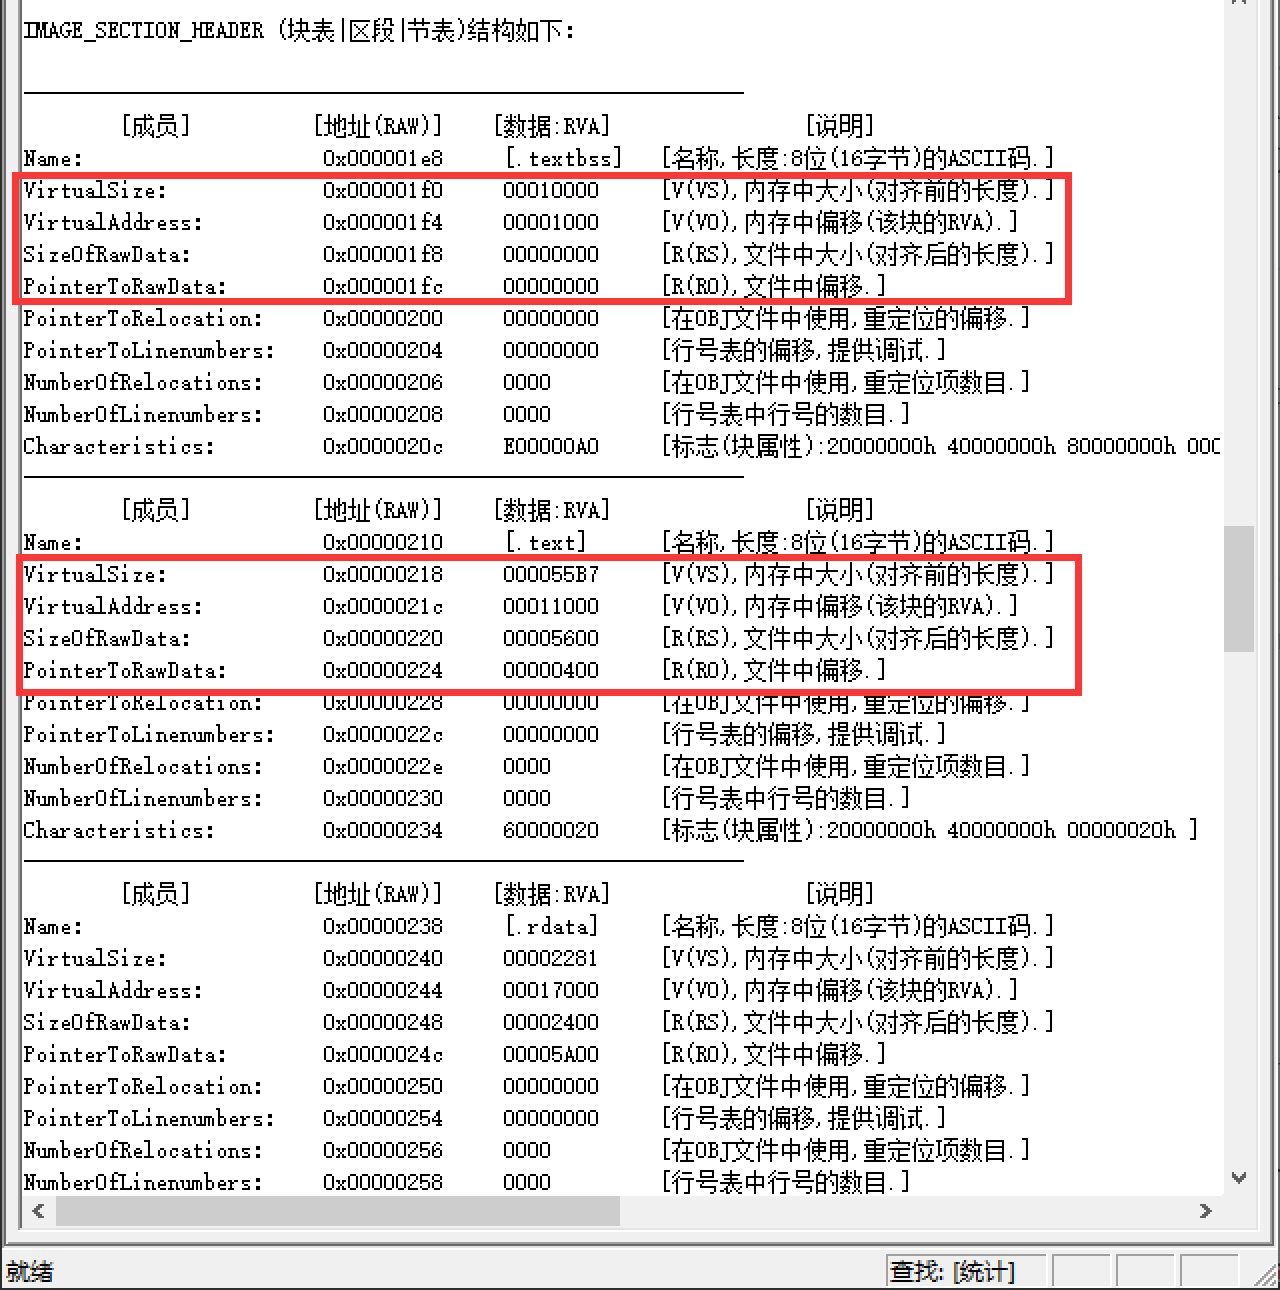 IMAGE_SECTION_HEADER (块表|区段|节表)结构如下:
[成员] [地址(RAW)] [数据:RVA] [说明]
Name: 0x000001e8 [.textbss] [名称,长度:8位(16字节)的ASCII码.]
VirtualSize: 0x000001f0 00010000 [V(VS),内存中大小(对齐前的长度).]
VirtualAddress: 0x000001f4 00001000 [V(VO),内存中偏移(该块的RVA).]
SizeOfRawData: 0x000001f8 00000000 [R(RS),文件中大小(对齐后的长度).]
PointerToRawData: 0x000001fc 00000000 [R(RO),文件中偏移.]
PointerToRelocation: 0x00000200 00000000 [在OBJ文件中使用,重定位的偏移.]
PointerToLinenumbers: 0x00000204 00000000 [行号表的偏移,提供调试.]
NumberOfRelocations: 0x00000206 0000 [在OBJ文件中使用,重定位项数目.]
NumberOfLinenumbers: 0x00000208 0000 [行号表中行号的数目.]
Characteristics: 0x0000020c E00000A0 [标志(块属性):20000000h 40000000h 80000000h 000
[成员] [地址(RAW)] [数据:RVA] [说明]
Name: 0x00000210 [.text] [名称,长度:8位(16字节)的ASCII码.]
VirtualSize: 0x00000218 000055B7 [V(VS),内存中大小(对齐前的长度).]
VirtualAddress: 0x0000021c 00011000 [V(VO),内存中偏移(该块的RVA).]
SizeOfRawData: 0x00000220 00005600 [R(RS),文件中大小(对齐后的长度).]
PointerToRawData: 0x00000224 00000400 [R(RO),文件中偏移.]
PointerToRelocation: 0x00000228 00000000 [在OBJ文件中使用,重定位的偏移.]
PointerToLinenumbers: 0x0000022c 00000000 [行号表的偏移,提供调试.]
NumberOfRelocations: 0x0000022e 0000 [在OBJ文件中使用,重定位项数目.]
NumberOfLinenumbers: 0x00000230 0000 [行号表中行号的数目.]
Characteristics: 0x00000234 60000020 [标志(块属性):20000000h 40000000h 00000020h ]
[成员] [地址(RAW)] [数据:RVA] [说明]
Name: 0x00000238 [.rdata] [名称,长度:8位(16字节)的ASCII码.]
VirtualSize: 0x00000240 00002281 [V(VS),内存中大小(对齐前的长度).]
VirtualAddress: 0x00000244 00017000 [V(VO),内存中偏移(该块的RVA).]
SizeOfRawData: 0x00000248 00002400 [R(RS),文件中大小(对齐后的长度).]
PointerToRawData: 0x0000024c 00005A00 [R(RO),文件中偏移.]
PointerToRelocation: 0x00000250 00000000 [在OBJ文件中使用,重定位的偏移.]
PointerToLinenumbers: 0x00000254 00000000 [行号表的偏移,提供调试.]
NumberOfRelocations: 0x00000256 0000 [在OBJ文件中使用,重定位项数目.]
NumberOfLinenumbers: 0x00000258 0000 [行号表中行号的数目.]
就绪 查找: [统计]